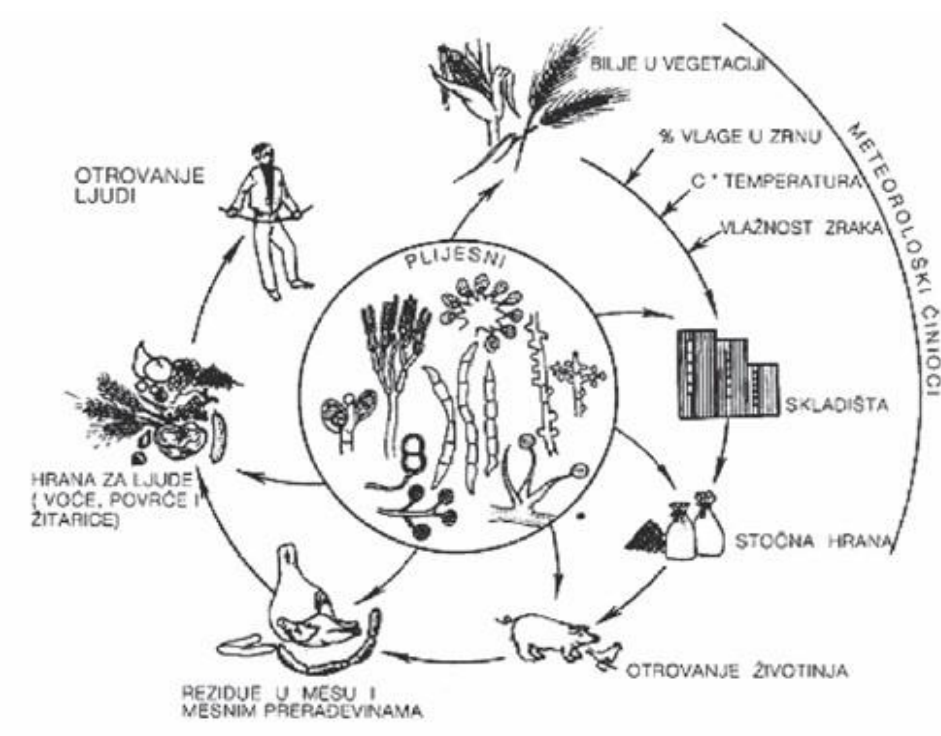 BILJE U VEGETACIJI
% VLAGE U ZRNU
C° TEMPERATURA
VLAŽNOST ZRAKA
METEOROLOŠKI ČINIOCI
OTROVANJE
LJUDI
PLIJESNI
SKLADIŠTA
HRANA ZA LJUDE
( VOĆE, POVRĆE I
ŽITARICE)
STOČNA HRANA
OTROVANJE ŽIVOTINJA
REZIDUE U MESU I
MESNIM PRERAĐEVINAMA